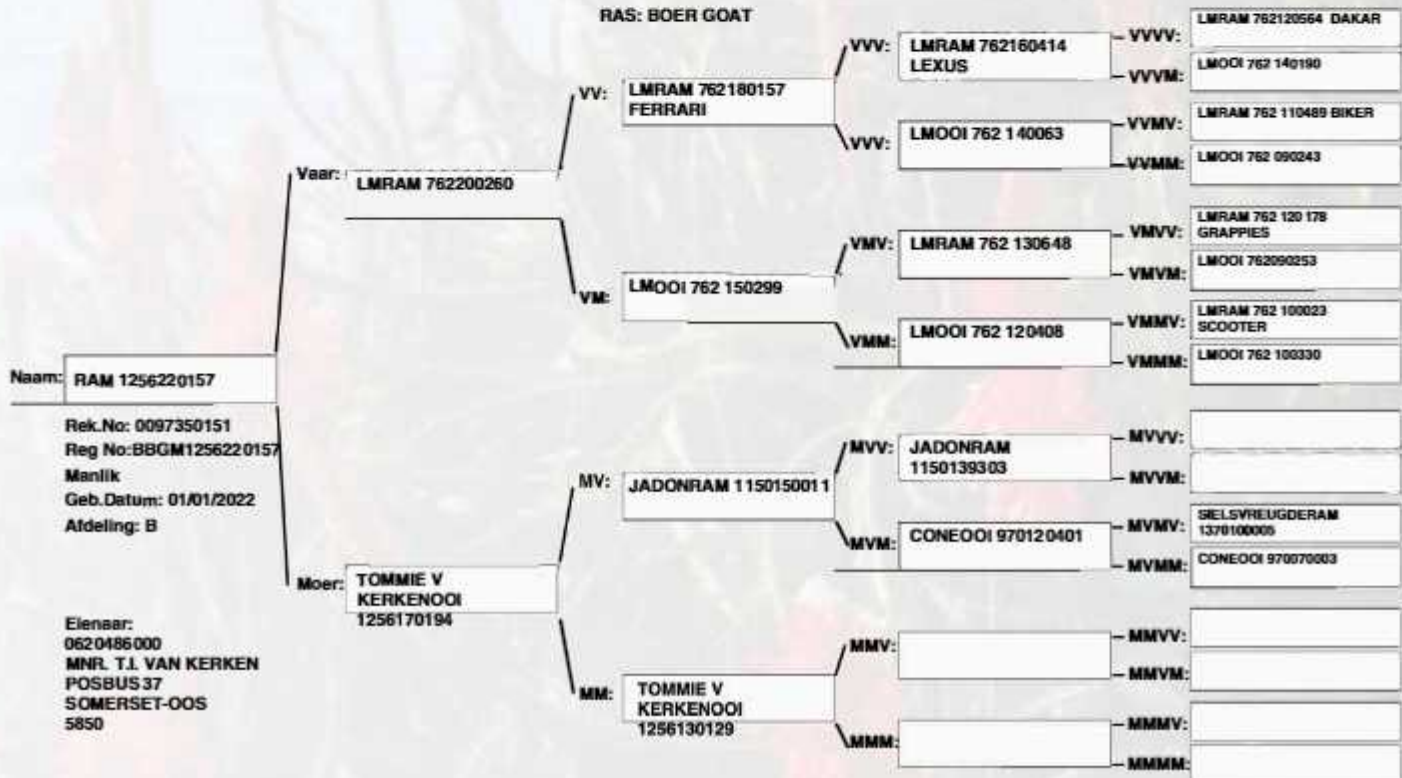 RAS: BOER GOAT
Naam: RAM 1256220157
Rek.No: 0097350151
Reg No:BBGM1256220157
Manlik
Geb.Datum: 01/01/2022
Afdeling: B
Eienaar:
0620486000
MNR. T.I. VAN KERKEN
POSBUS 37
SOMERSET-OOS
5850
Vaar: LMRAM 762200260
Moer: TOMMIE V
KERKENOOI
1256170194
VV: LMRAM 762180157
FERRARI
VM: LMOOI 762 150299
MV: JADONRAM 1150150011
MM: TOMMIE V
KERKENOOI
1256130129
VVV: LMRAM 762160414
LEXUS
VVV: LMOOI 762 140063
VMV: LMRAM 762 130648
VMM: LMOOI 762 120408
MVV: JADONRAM
1150139303
MVM: CONEOOI 970120401
MMV:
MMM:
VVVV: LMRAM 762120564 DAKAR
VVVM: LMOOI 762 140190
VVMV: LMRAM 762 110489 BIKER
VVMM: LMOOI 762 090243
VMVV: LMRAM 762 120 178
GRAPPIES
VMVM: LMOOI 762090253
VMMV: LMRAM 762 100023
SCOOTER
VMMM: LMOOI 762 100330
MVVV:
MVVM:
MVMV: SIELSVREUGDERAM
1370100005
MVMM: CONEOOI 970070003
MMVV:
MMVM:
MMMV:
MMMM: